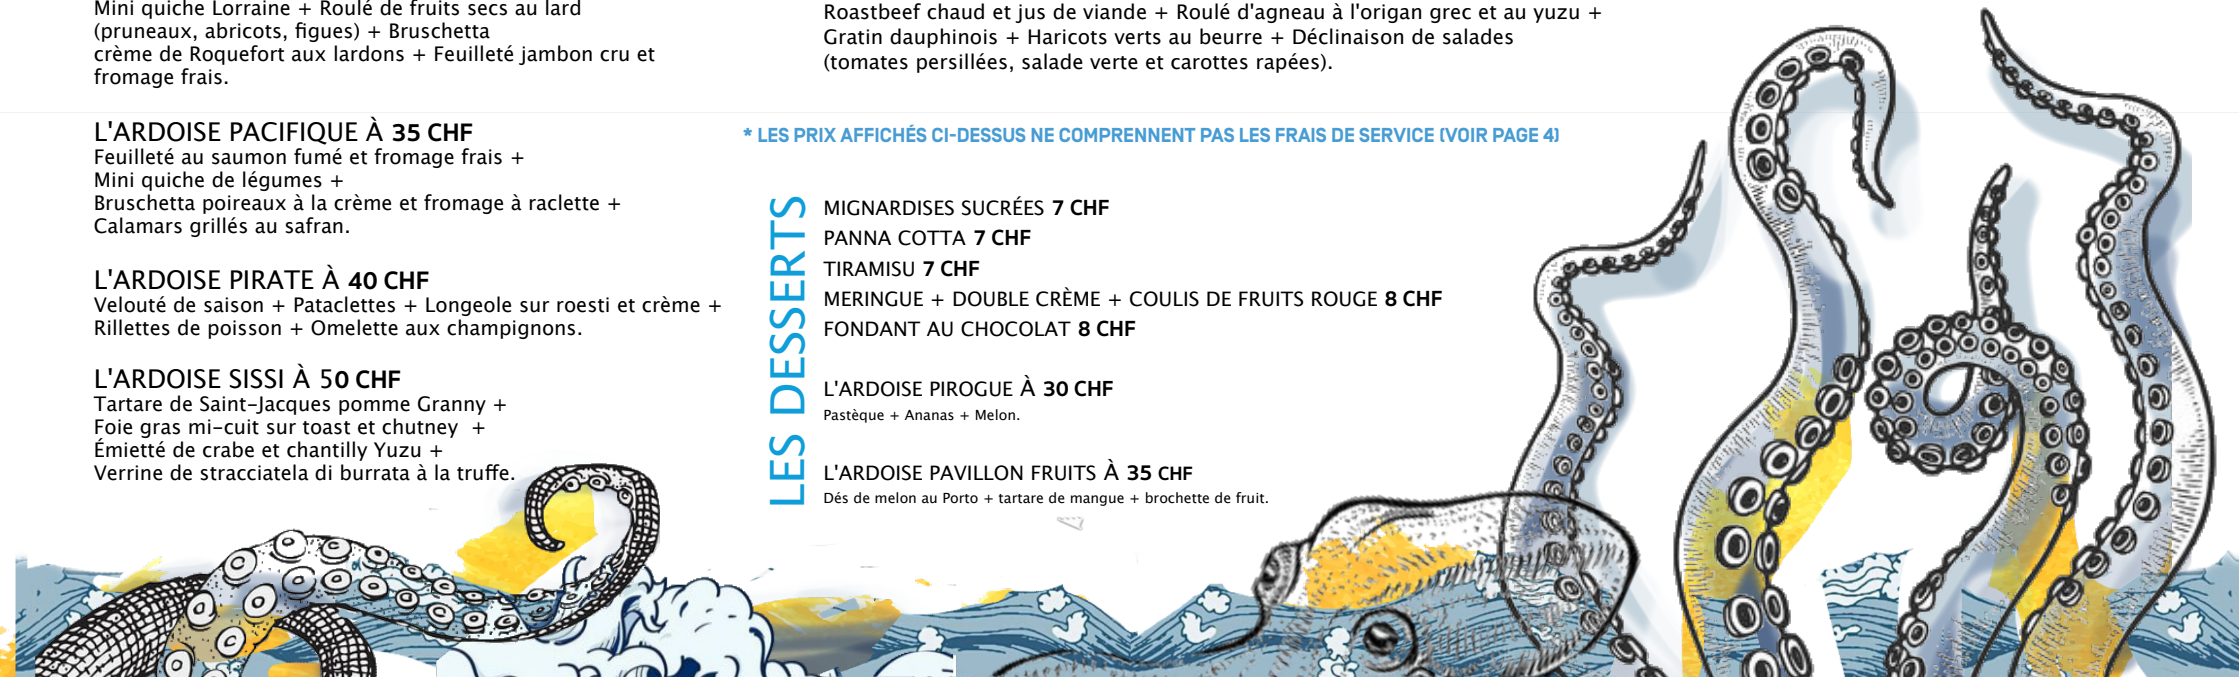 Mini quiche Lorraine + Roulé de fruits secs au lard
(pruneaux, abricots, figues) + Bruschetta
crème de Roquefort aux lardons + Feuilleté jambon cru et
fromage frais.
L'ARDOISE PACIFIQUE À 35 CHF
Feuilleté au saumon fumé et fromage frais +
Mini quiche de légumes +
Bruschetta poireaux à la crème et fromage à raclette +
Calamars grillés au safran.
L'ARDOISE PIRATE À 40 CHF
Velouté de saison + Pataclettes + Longeole sur roesti et crème +
Rillettes de poisson + Omelette aux champignons.
L'ARDOISE SISSI À 50 CHF
Tartare de Saint-Jacques pomme Granny +
Foie gras mi-cuit sur toast et chutney +
Émietté de crabe et chantilly Yuzu +
Verrine de stracciatela di burrata à la truffe.
Roastbeef chaud et jus de viande + Roulé d'agneau à l'origan grec et au yuzu +
Gratin dauphinois + Haricots verts au beurre + Déclinaison de salades
(tomates persillées, salade verte et carottes rapées).
* LES PRIX AFFICHÉS CI-DESSUS NE COMPRENNENT PAS LES FRAIS DE SERVICE (VOIR PAGE 4)
LES DESSERTS
MIGNARDISES SUCRÉES 7 CHF
PANNA COTTA 7 CHF
TIRAMISU 7 CHF
MERINGUE + DOUBLE CRÈME + COULIS DE FRUITS ROUGE 8 CHF
FONDANT AU CHOCOLAT 8 CHF
L'ARDOISE PIROGUE À 30 CHF
Pastèque + Ananas + Melon.
L'ARDOISE PAVILLON FRUITS À 35 CHF
Dés de melon au Porto + tartare de mangue + brochette de fruit.